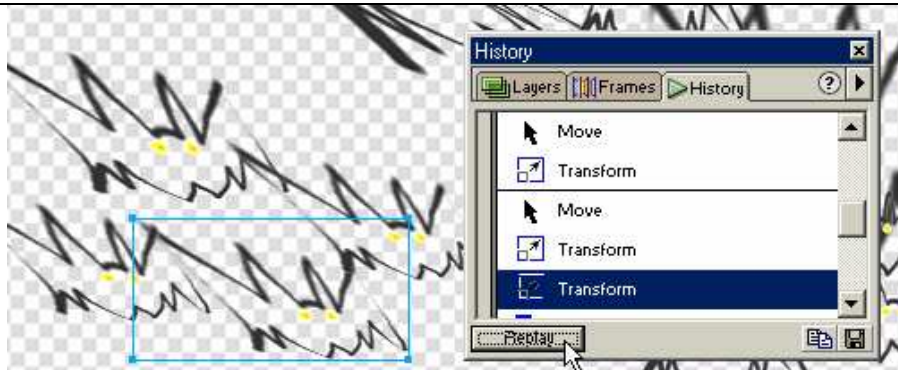 History
Layers Frames History ?
Move
Transform
Move
Transform
Transform
Replay